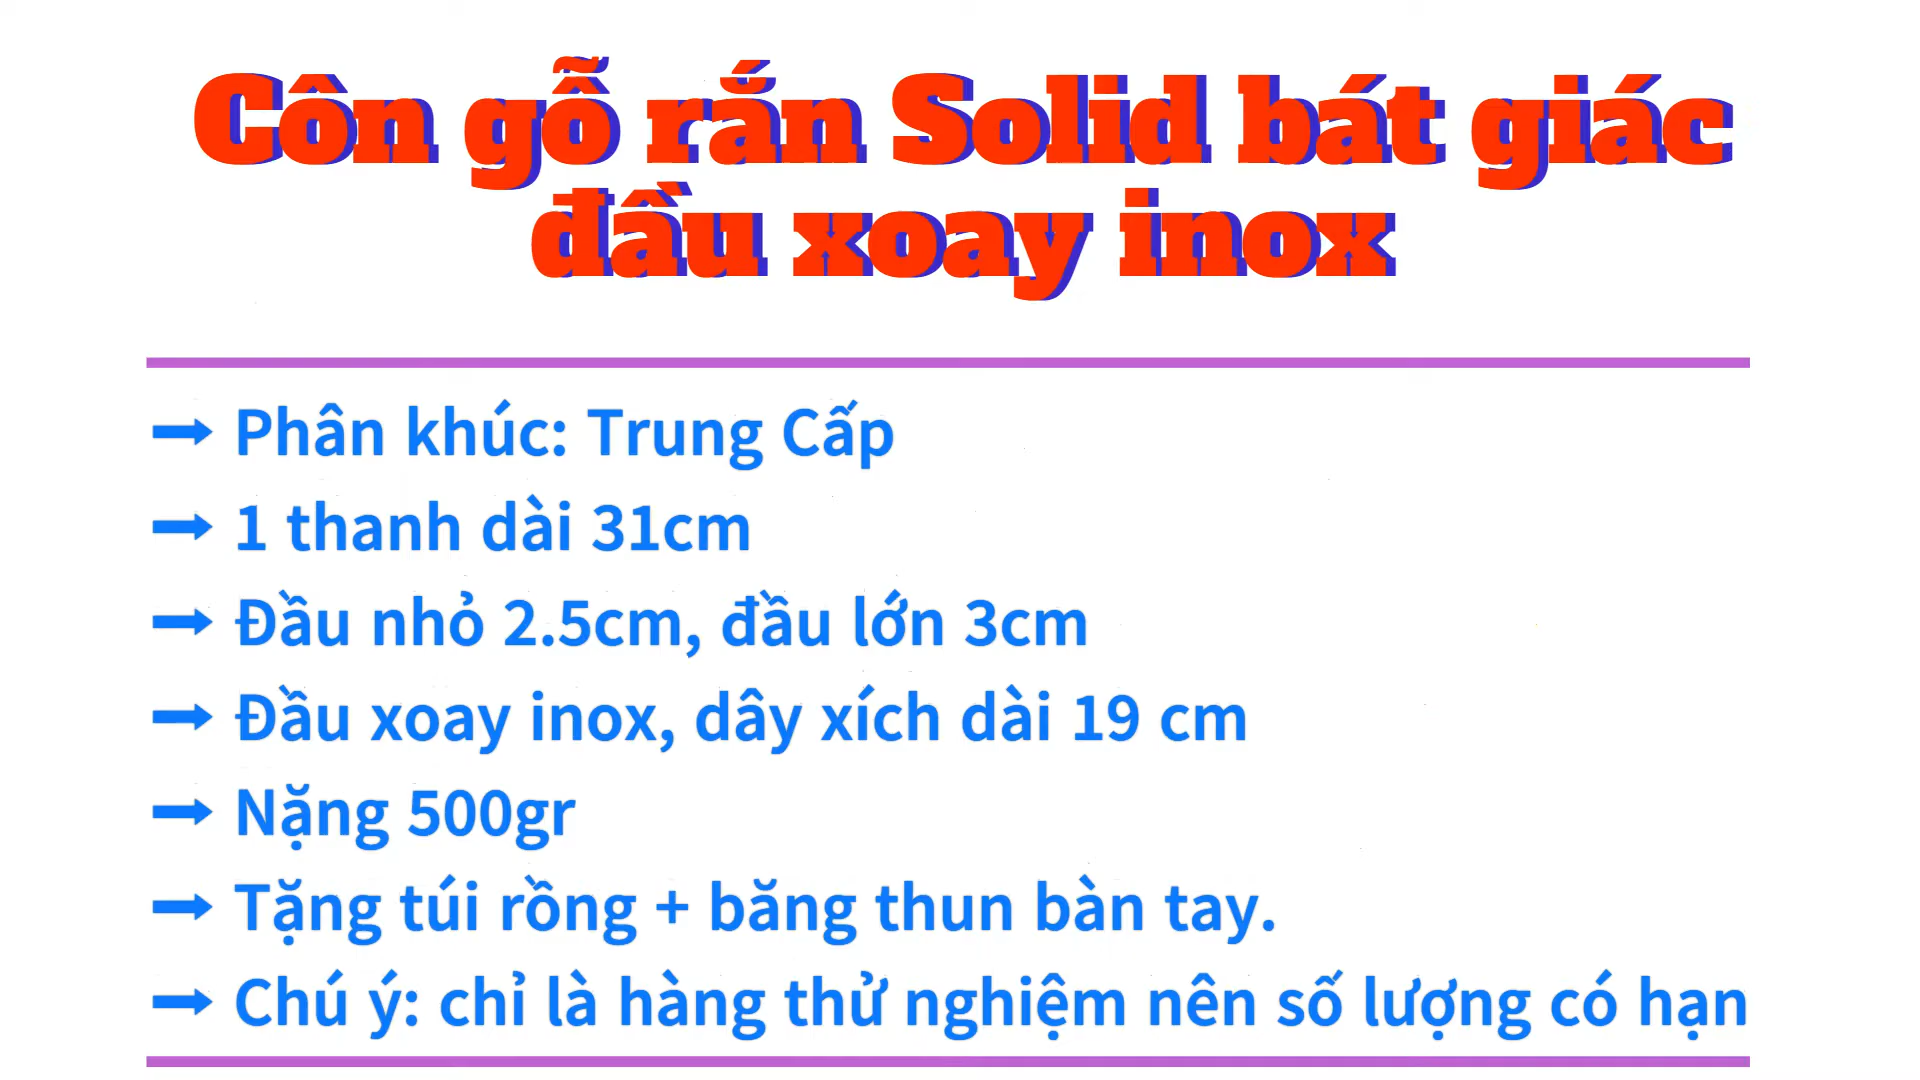 Côn gỗ rắn Solid bát giác
đầu xoay inox
→ Phân khúc: Trung Cấp
→ 1 thanh dài 31cm
→ Đầu nhỏ 2.5cm, đầu lớn 3cm
→ Đầu xoay inox, dây xích dài 19 cm
→ Nặng 500gr
→ Tặng túi rồng + băng thun bàn tay.
→ Chú ý: chỉ là hàng thử nghiệm nên số lượng có hạn